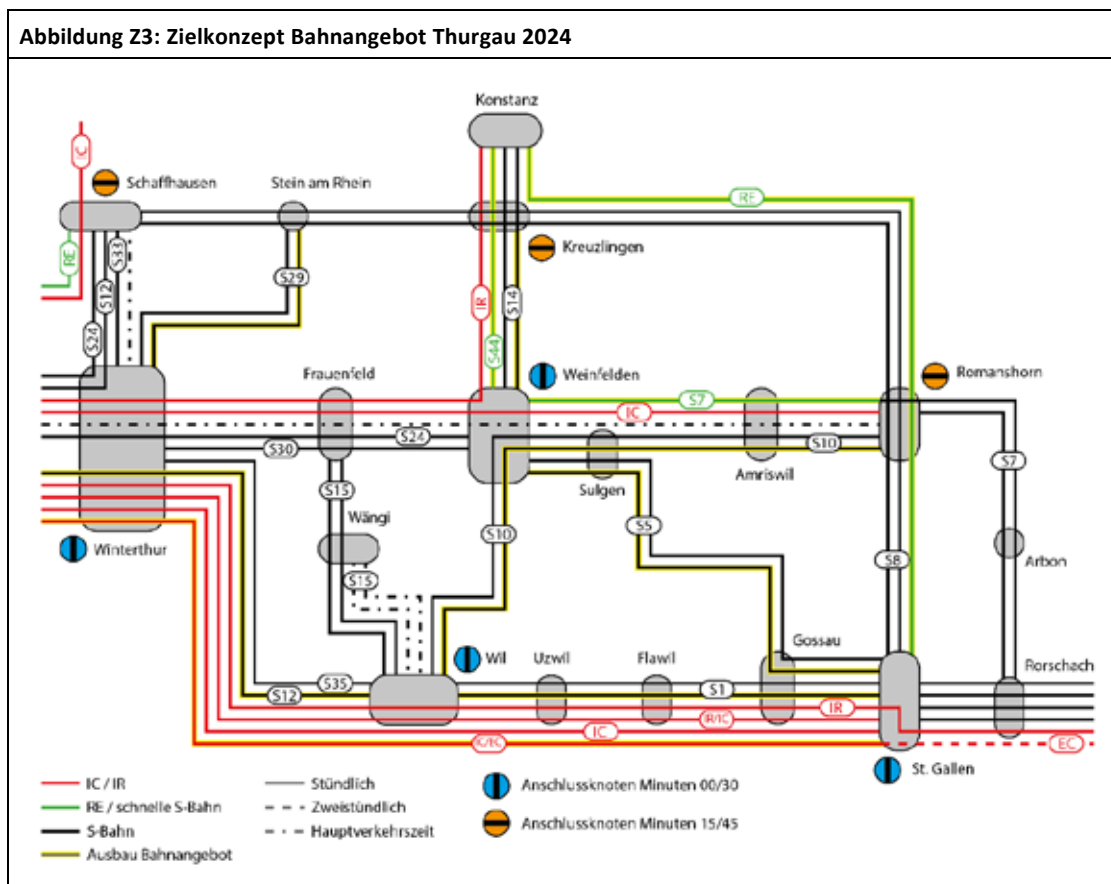 Abbildung Z3: Zielkonzept Bahnangebot Thurgau 2024
Konstanz
IC
Schaffhausen
Stein am Rhein
RE
Kreuzlingen
RE
S33
S12
S24
S29
IR
S14
S44
Frauenfeld
Weinfelden
Romanshorn
S7
IC
S24
S30
S10
Amriswil
Sulgen
S7
S15
Wängi
S10
S5
Winterthur
S15
S8
Arbon
Gossau
Wil
Uzwil
Flawil
Rorschach
S35
S12
S1
IR
IR/IC
IC
IC/EC
EC
St. Gallen
IC / IR
RE / schnelle S-Bahn
S-Bahn
Ausbau Bahnangebot
Stündlich
Zweistündlich
Hauptverkehrszeit
Anschlussknoten Minuten 00/30
Anschlussknoten Minuten 15/45